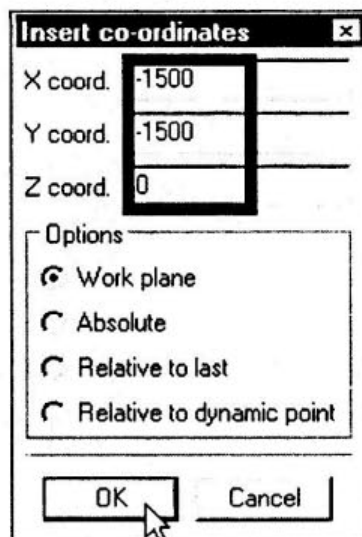 Insert co-ordinates
X coord. -1500
Y coord. -1500
Z coord. 0
Options
Work plane
Absolute
Relative to last
Relative to dynamic point
OK Cancel